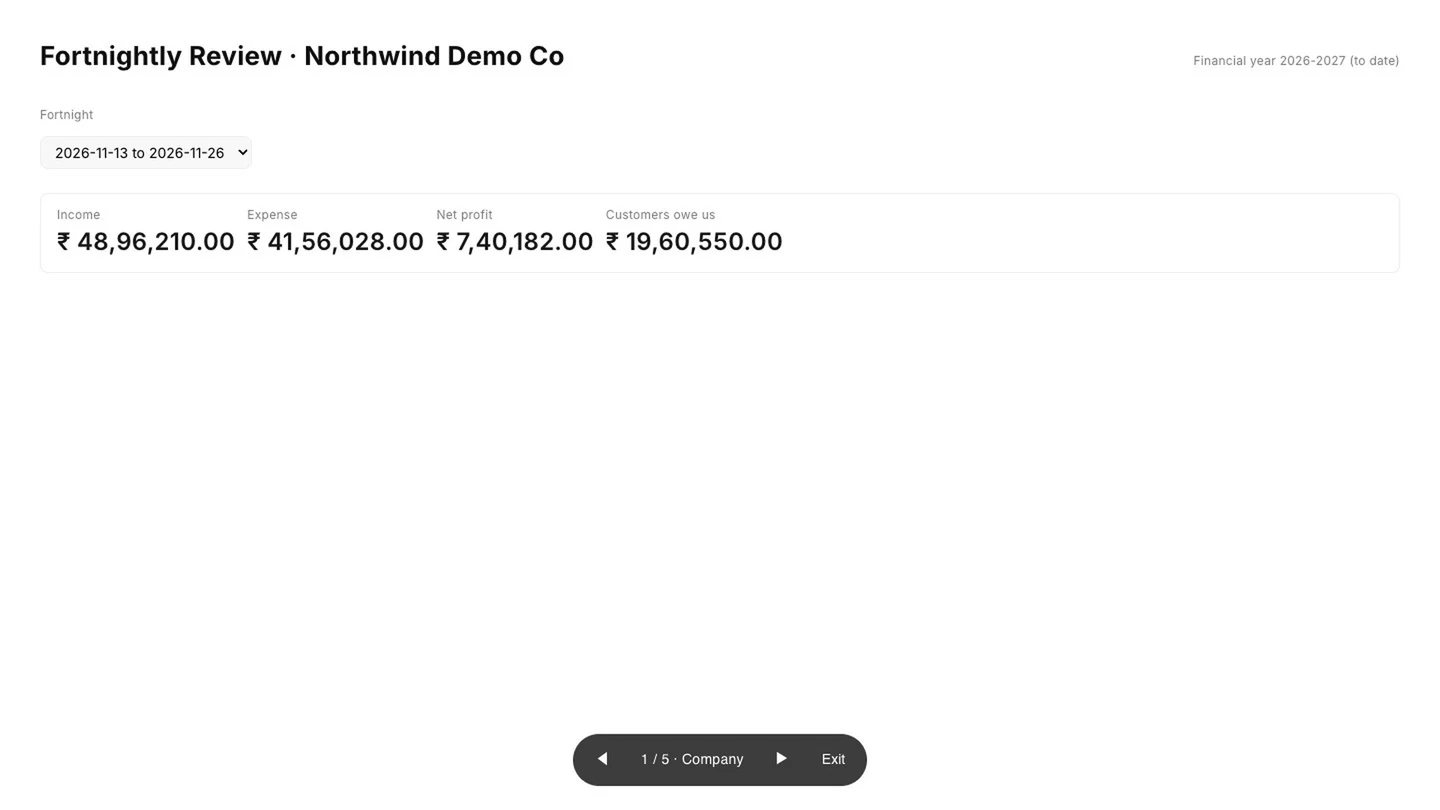 Fortnightly Review · Northwind Demo Co
Financial year 2026-2027 (to date)
Fortnight
2026-11-13 to 2026-11-26
Income Expense Net profit Customers owe us
₹ 48,96,210.00 ₹ 41,56,028.00 ₹ 7,40,182.00 ₹ 19,60,550.00
1 / 5 · Company Exit